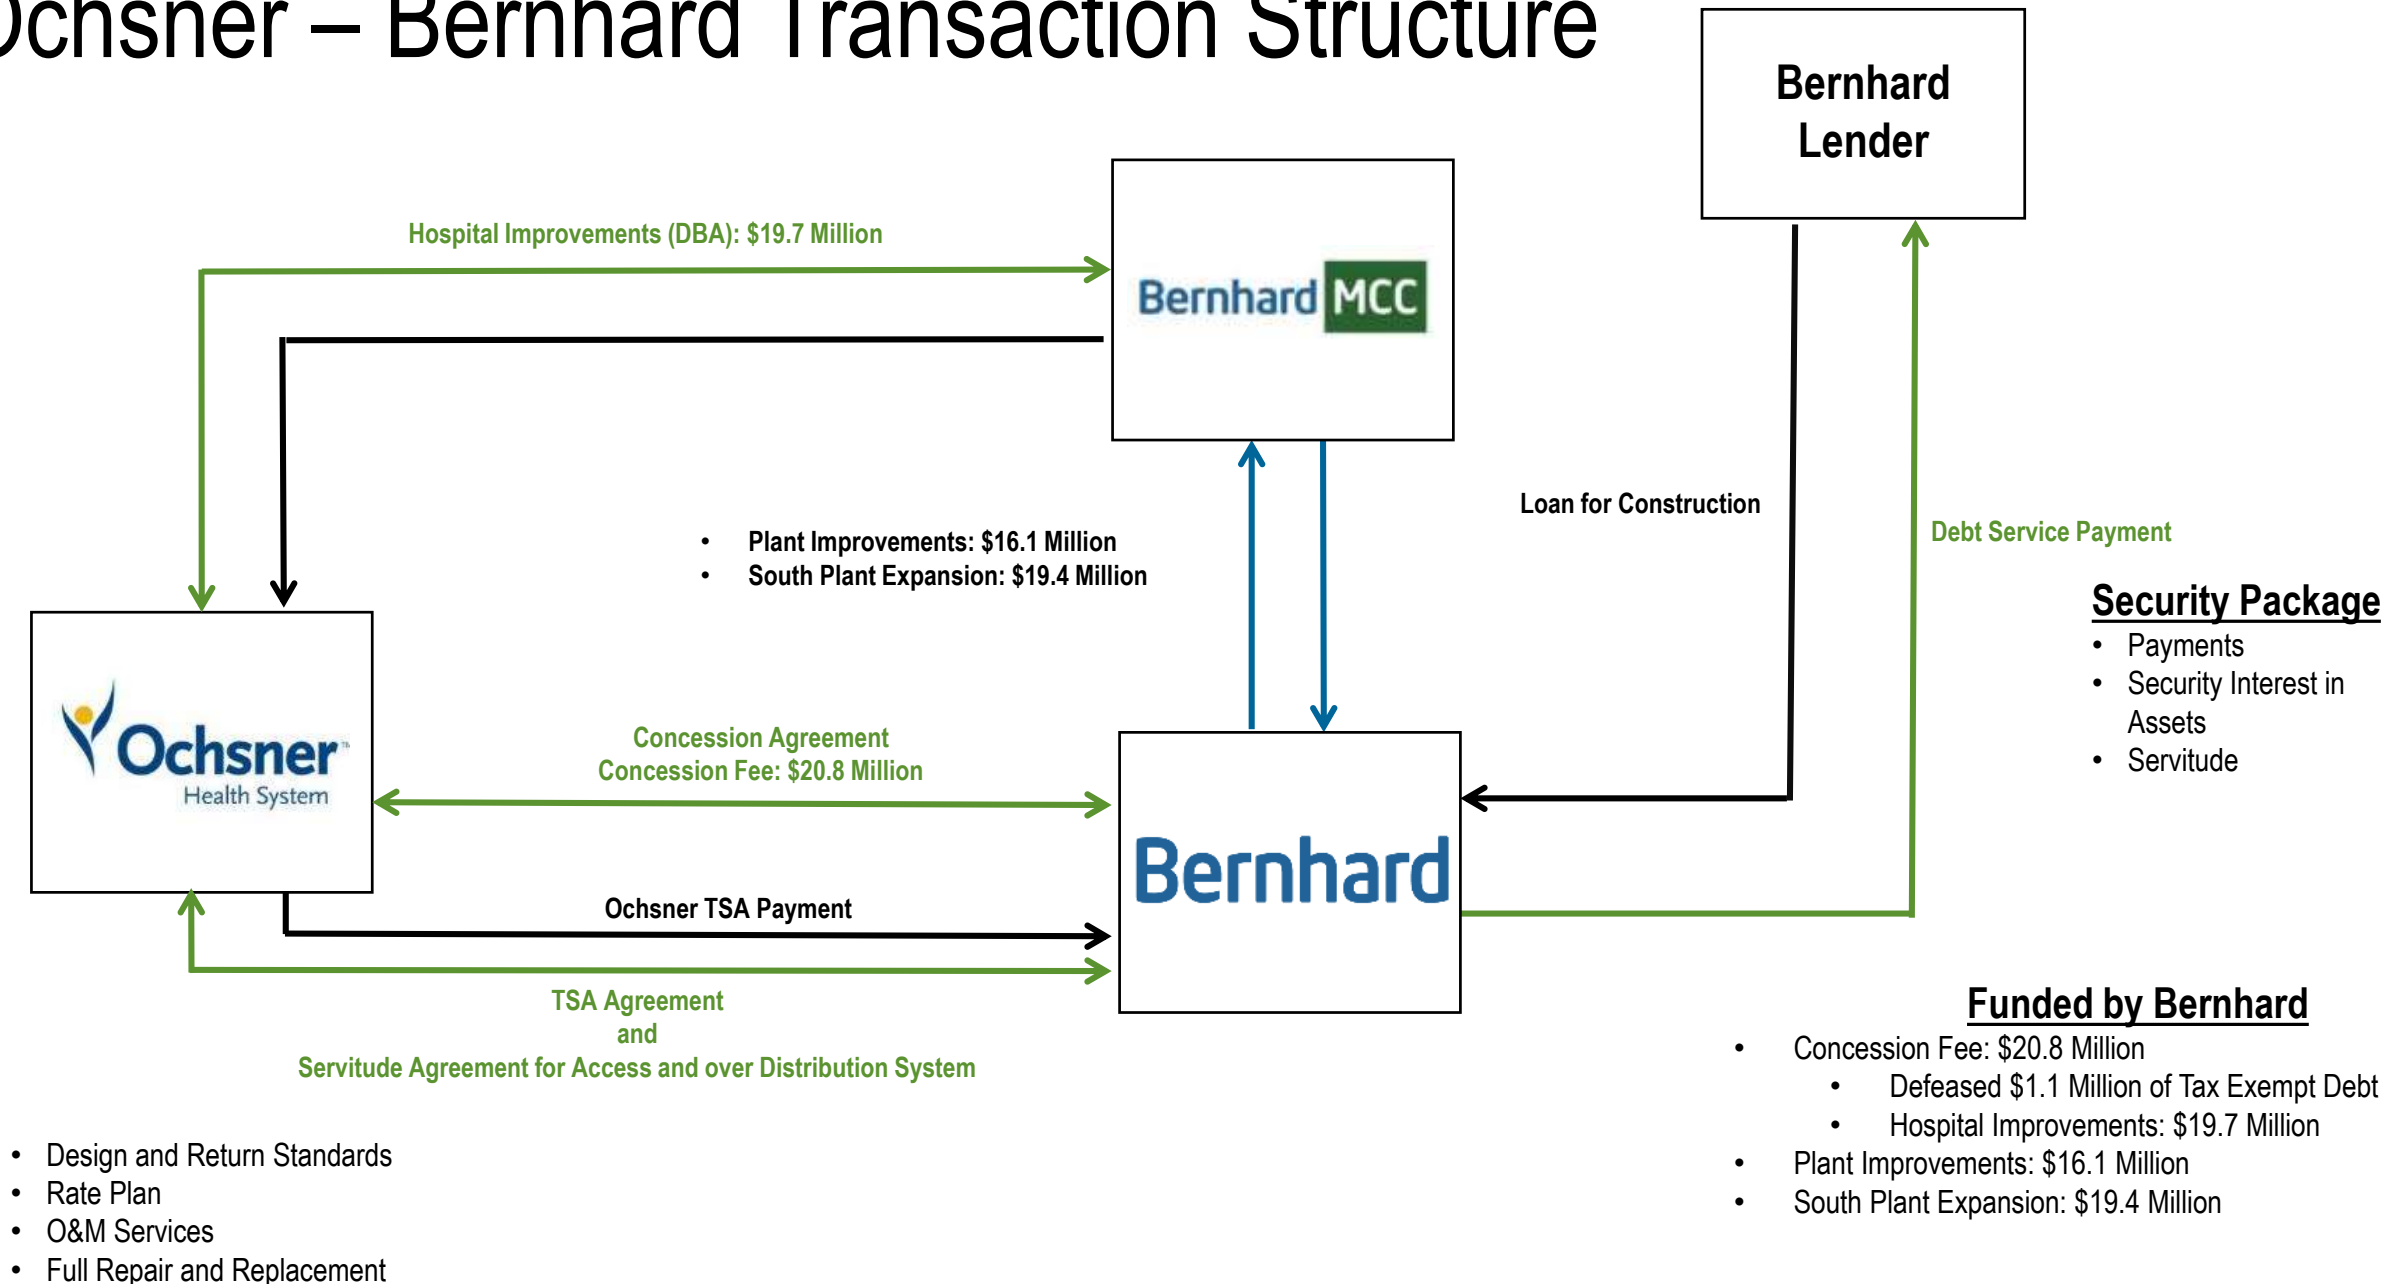 Ochsner – Bernhard Transaction Structure
Bernhard
Lender
Hospital Improvements (DBA): $19.7 Million
Bernhard MCC
Loan for Construction
Debt Service Payment
• Plant Improvements: $16.1 Million
• South Plant Expansion: $19.4 Million
Security Package
• Payments
• Security Interest in
Assets
• Servitude
Ochsner
Health System
Concession Agreement
Concession Fee: $20.8 Million
Bernhard
Ochsner TSA Payment
TSA Agreement
and
Servitude Agreement for Access and over Distribution System
Funded by Bernhard
• Concession Fee: $20.8 Million
• Defeased $1.1 Million of Tax Exempt Debt
• Hospital Improvements: $19.7 Million
• Plant Improvements: $16.1 Million
• South Plant Expansion: $19.4 Million
• Design and Return Standards
• Rate Plan
• O&M Services
• Full Repair and Replacement